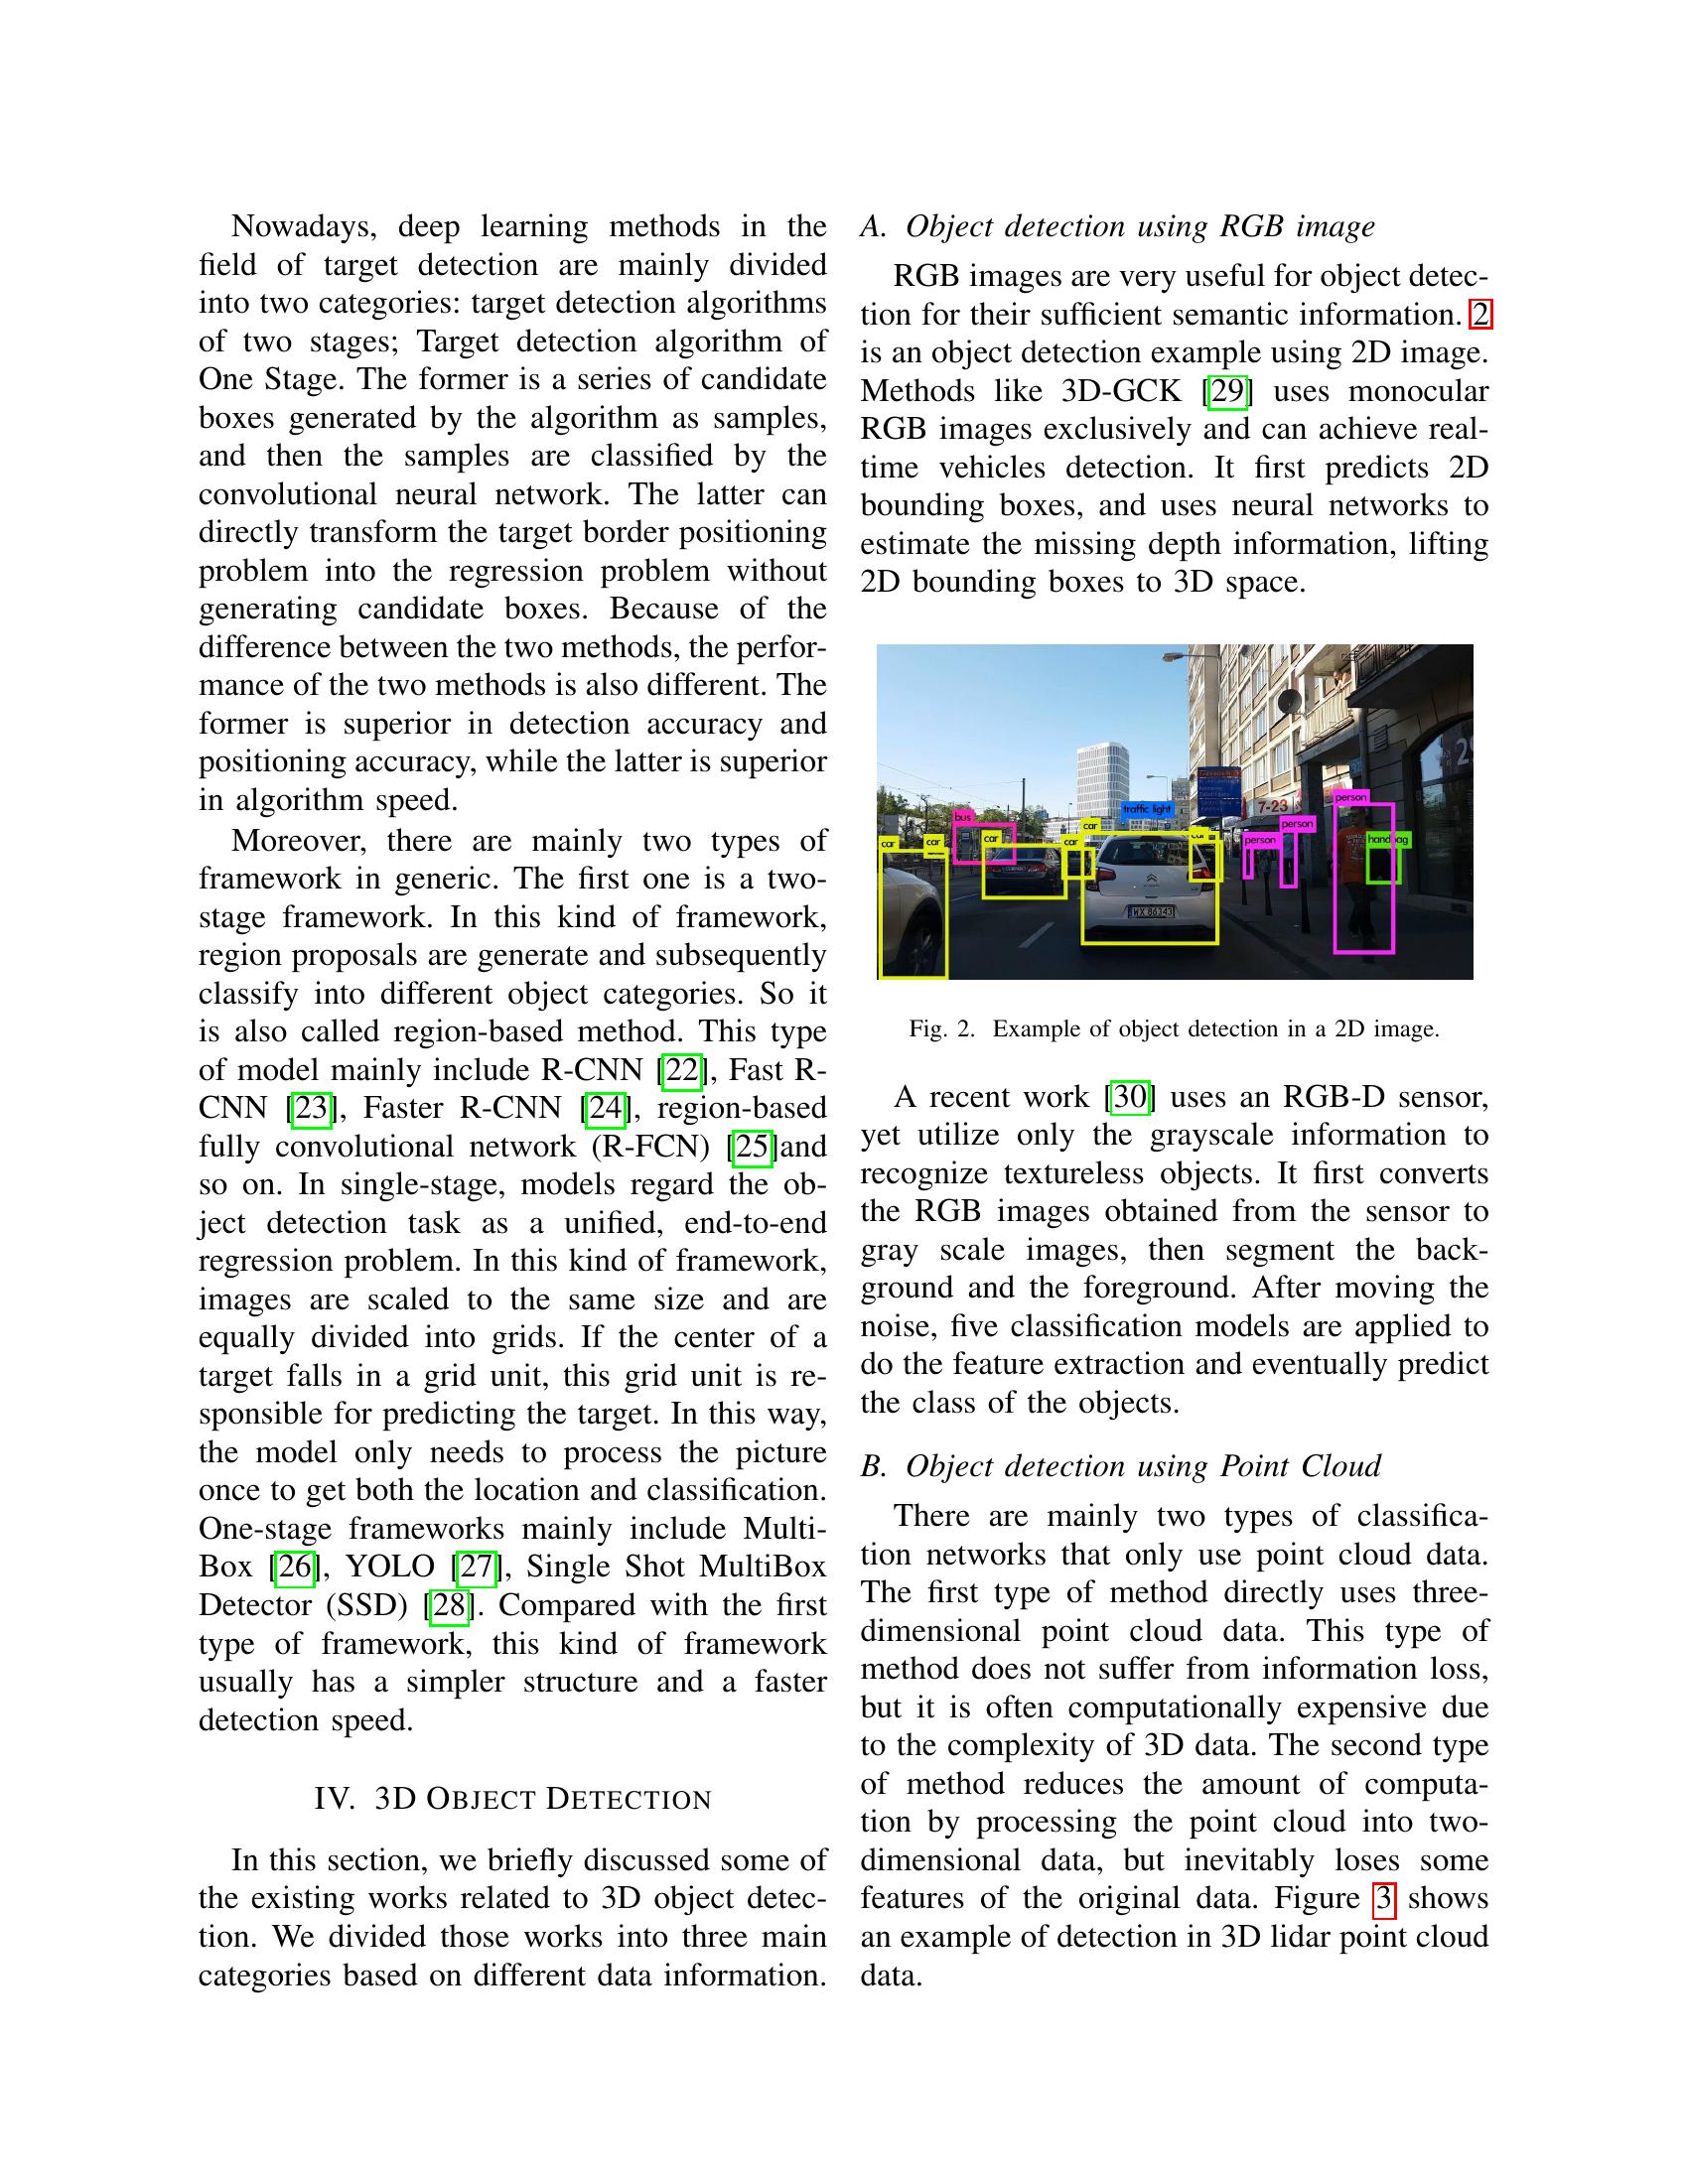 Nowadays, deep learning methods in the
field of target detection are mainly divided
into two categories: target detection algorithms
of two stages; Target detection algorithm of
One Stage. The former is a series of candidate
boxes generated by the algorithm as samples,
and then the samples are classified by the
convolutional neural network. The latter can
directly transform the target border positioning
problem into the regression problem without
generating candidate boxes. Because of the
difference between the two methods, the perfor-
mance of the two methods is also different. The
former is superior in detection accuracy and
positioning accuracy, while the latter is superior
in algorithm speed.
Moreover, there are mainly two types of
framework in generic. The first one is a two-
stage framework. In this kind of framework,
region proposals are generate and subsequently
classify into different object categories. So it
is also called region-based method. This type
of model mainly include R-CNN [22], Fast R-
CNN [23], Faster R-CNN [24], region-based
fully convolutional network (R-FCN) [25]and
so on. In single-stage, models regard the ob-
ject detection task as a unified, end-to-end
regression problem. In this kind of framework,
images are scaled to the same size and are
equally divided into grids. If the center of a
target falls in a grid unit, this grid unit is re-
sponsible for predicting the target. In this way,
the model only needs to process the picture
once to get both the location and classification.
One-stage frameworks mainly include Multi-
Box [26], YOLO [27], Single Shot MultiBox
Detector (SSD) [28]. Compared with the first
type of framework, this kind of framework
usually has a simpler structure and a faster
detection speed.
IV. 3D OBJECT DETECTION
In this section, we briefly discussed some of
the existing works related to 3D object detec-
tion. We divided those works into three main
categories based on different data information.
A. Object detection using RGB image
RGB images are very useful for object detec-
tion for their sufficient semantic information. 2
is an object detection example using 2D image.
Methods like 3D-GCK [29] uses monocular
RGB images exclusively and can achieve real-
time vehicles detection. It first predicts 2D
bounding boxes, and uses neural networks to
estimate the missing depth information, lifting
2D bounding boxes to 3D space.
person
traffic light
7-23
bus
car
person
car
car
car
car
person
car
Fig. 2. Example of object detection in a 2D image.
A recent work [30] uses an RGB-D sensor,
yet utilize only the grayscale information to
recognize textureless objects. It first converts
the RGB images obtained from the sensor to
gray scale images, then segment the back-
ground and the foreground. After moving the
noise, five classification models are applied to
do the feature extraction and eventually predict
the class of the objects.
B. Object detection using Point Cloud
There are mainly two types of classifica-
tion networks that only use point cloud data.
The first type of method directly uses three-
dimensional point cloud data. This type of
method does not suffer from information loss,
but it is often computationally expensive due
to the complexity of 3D data. The second type
of method reduces the amount of computa-
tion by processing the point cloud into two-
dimensional data, but inevitably loses some
features of the original data. Figure 3 shows
an example of detection in 3D lidar point cloud
data.